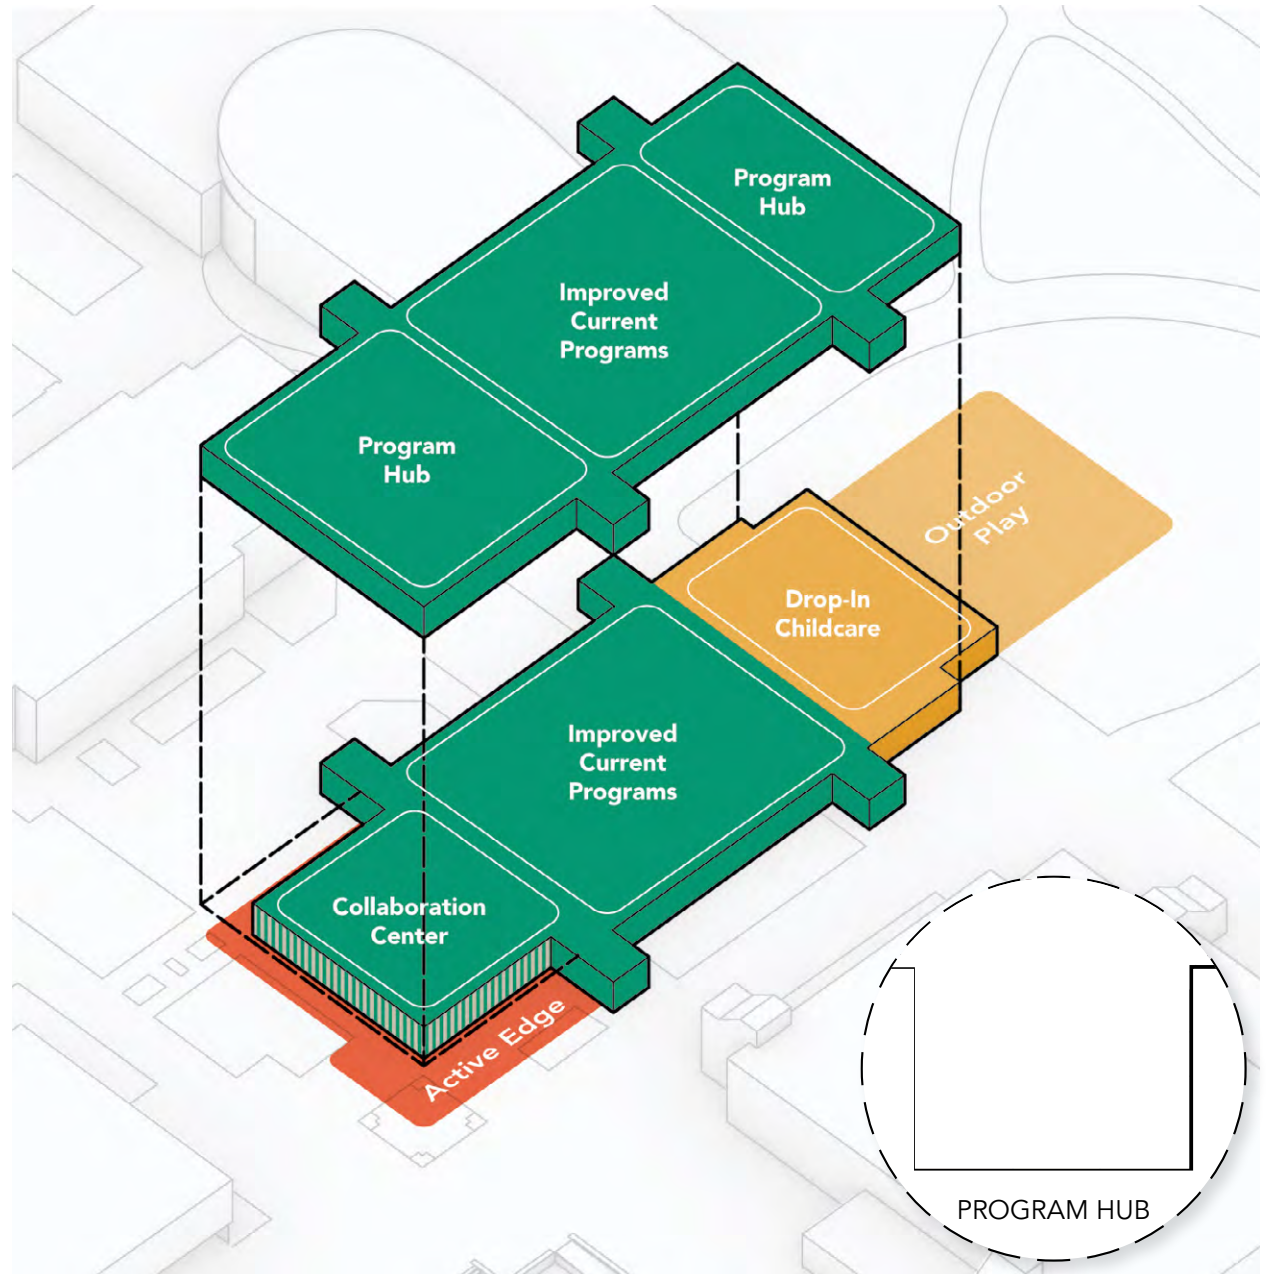 Program
Hub
Improved
Current
Programs
Program
Hub
Outdoor
Play
Drop-In
Childcare
Improved
Current
Programs
Collaboration
Center
Active Edge
PROGRAM HUB